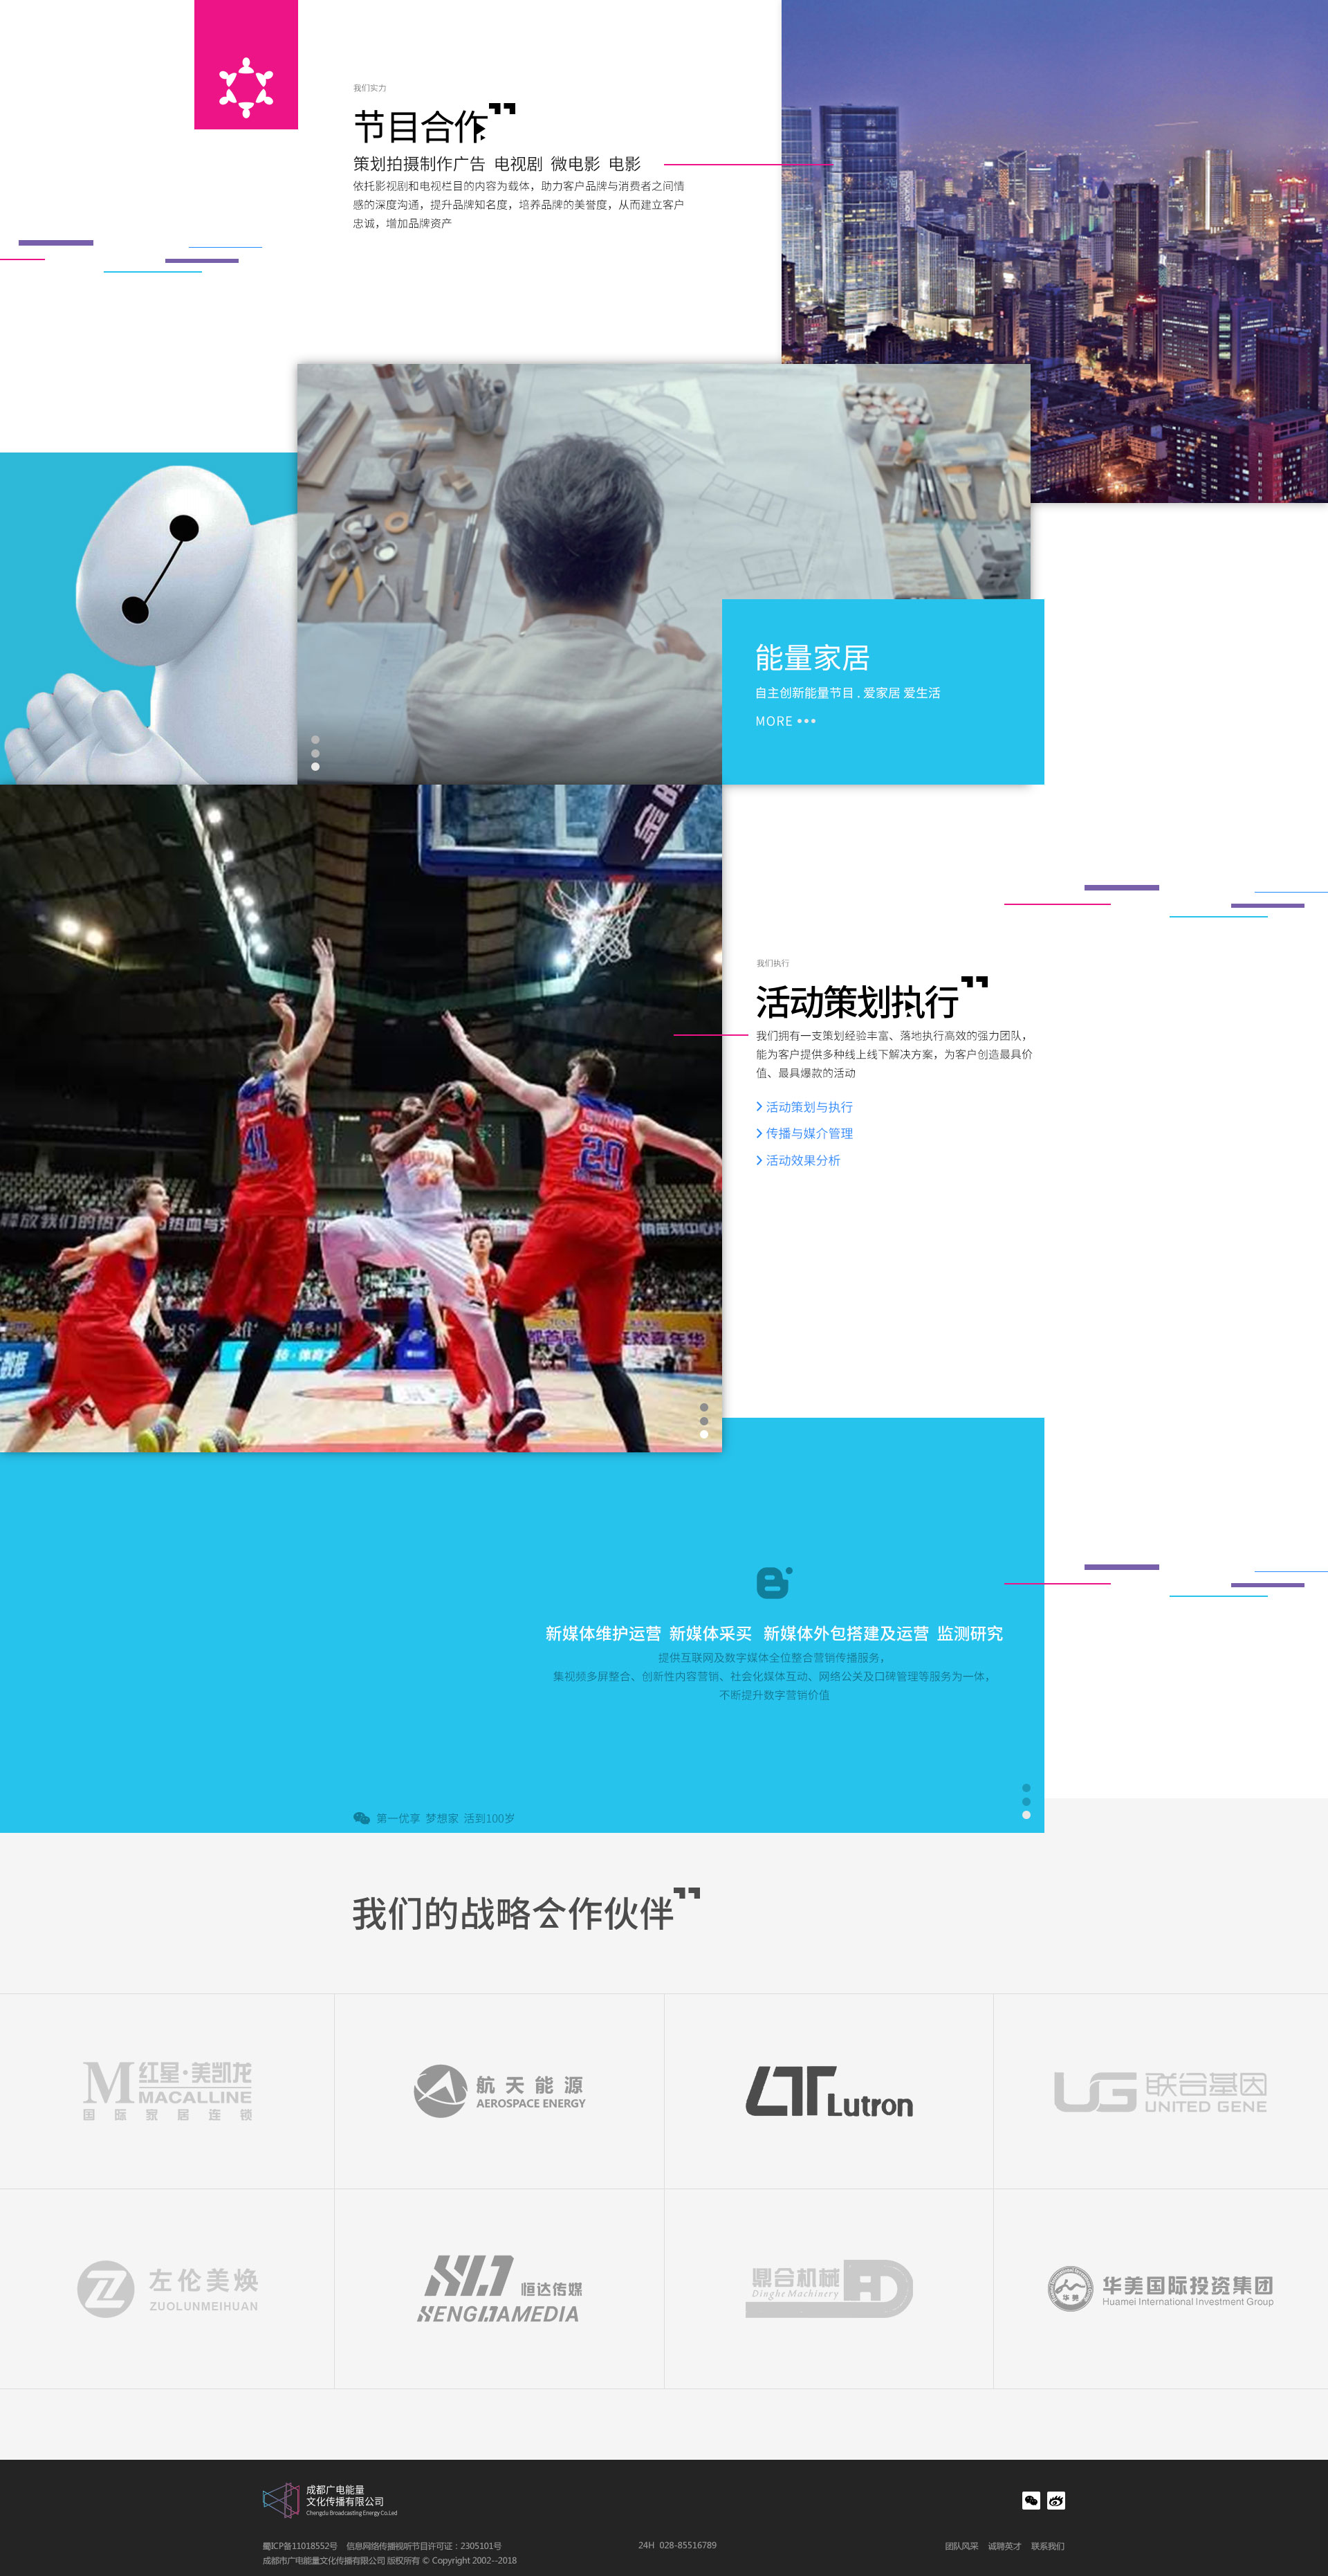 我们实力
节目合作
策划拍摄制作广告 电视剧 微电影 电影
依托影视剧和电视栏目的内容为载体，助力客户品牌与消费者之间情
感的深度沟通，提升品牌知名度，培养品牌的美誉度，从而建立客户
忠诚，增加品牌资产
能量家居
自主创新能量节目 . 爱家居 爱生活
MORE •••
我们执行
活动策划执行
我们拥有一支策划经验丰富、落地执行高效的强力团队，
能为客户提供多种线上线下解决方案，为客户创造最具价
值、最具爆款的活动
活动策划与执行
传播与媒介管理
活动效果分析
41
20
新媒体维护运营 新媒体采买 新媒体外包搭建及运营 监测研究
提供互联网及数字媒体全位整合营销传播服务，
集视频多屏整合、创新性内容营销、社会化媒体互动、网络公关及口碑管理等服务为一体，
不断提升数字营销价值
第一优享 梦想家 活到100岁
我们的战略合作伙伴
M 红星·美凯龙
MACALLINE
国际家居连锁
航天能源
AEROSPACE ENERGY
Lutron
UG 联合基因
UNITED GENE
左伦美焕
ZUOLUNMEIHUAN
恒达传媒
HENGDAMEDIA
鼎合机械
Dinghe Machinery
华美
华美国际投资集团
Huamei International Investment Group
成都广电能量
文化传播有限公司
Chengdu Broadcasting Energy Co.Led
蜀ICP备11018552号 信息网络传播视听节目许可证：2305101号
24H 028-85516789
团队风采 诚聘英才 联系我们
成都市广电能量文化传播有限公司 版权所有 © Copyright 2002--2018